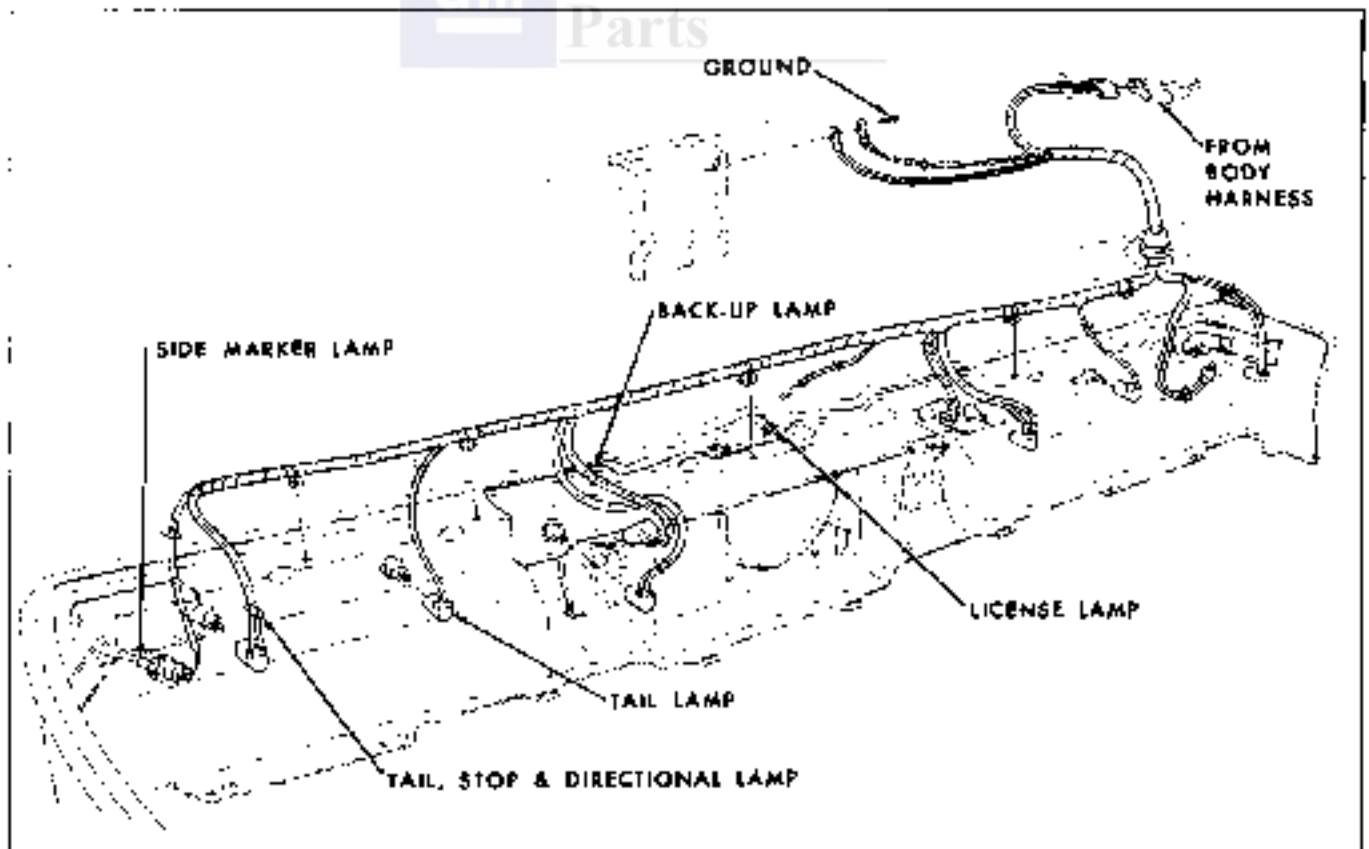 Parts
GROUND
FROM
BODY
HARNESS
BACK-UP LAMP
SIDE MARKER LAMP
LICENSE LAMP
TAIL LAMP
TAIL, STOP & DIRECTIONAL LAMP